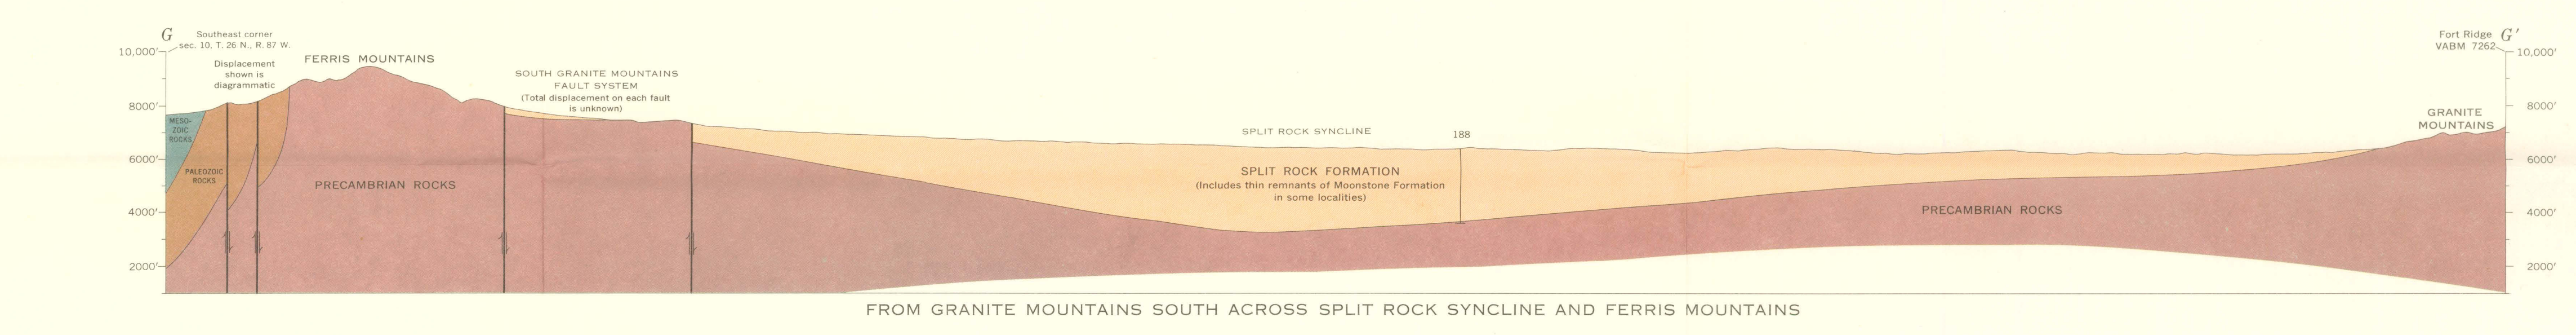 G
Southeast corner
sec. 10, T. 26 N., R. 87 W.
10,000'
8000'
6000'
4000'
2000'
Displacement
shown is
diagrammatic
FERRIS MOUNTAINS
SOUTH GRANITE MOUNTAINS
FAULT SYSTEM
(Total displacement on each fault
is unknown)
MESO-
ZOIC
ROCKS
PALEOZOIC
ROCKS
PRECAMBRIAN ROCKS
SPLIT ROCK SYNCLINE
188
SPLIT ROCK FORMATION
(Includes thin remnants of Moonstone Formation
in some localities)
PRECAMBRIAN ROCKS
GRANITE
MOUNTAINS
Fort Ridge
VABM 7262
G'
10,000'
8000'
6000'
4000'
2000'
FROM GRANITE MOUNTAINS SOUTH ACROSS SPLIT ROCK SYNCLINE AND FERRIS MOUNTAINS